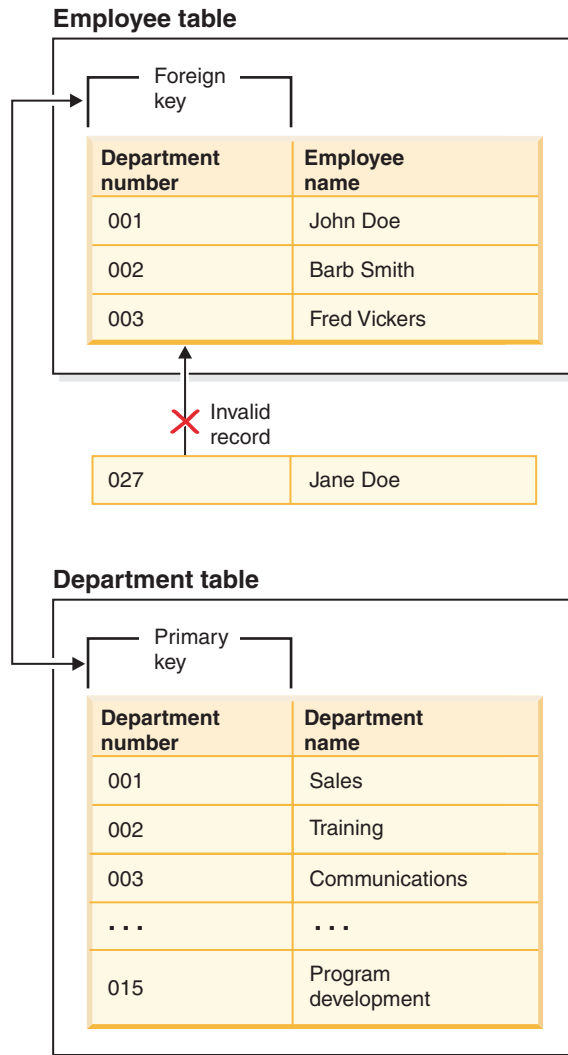 Employee table
Foreign
key
Department number
Employee name
001 John Doe
002 Barb Smith
003 Fred Vickers
Invalid
record
027 Jane Doe
Department table
Primary
key
Department number
Department name
001 Sales
002 Training
003 Communications
... ...
015 Program development